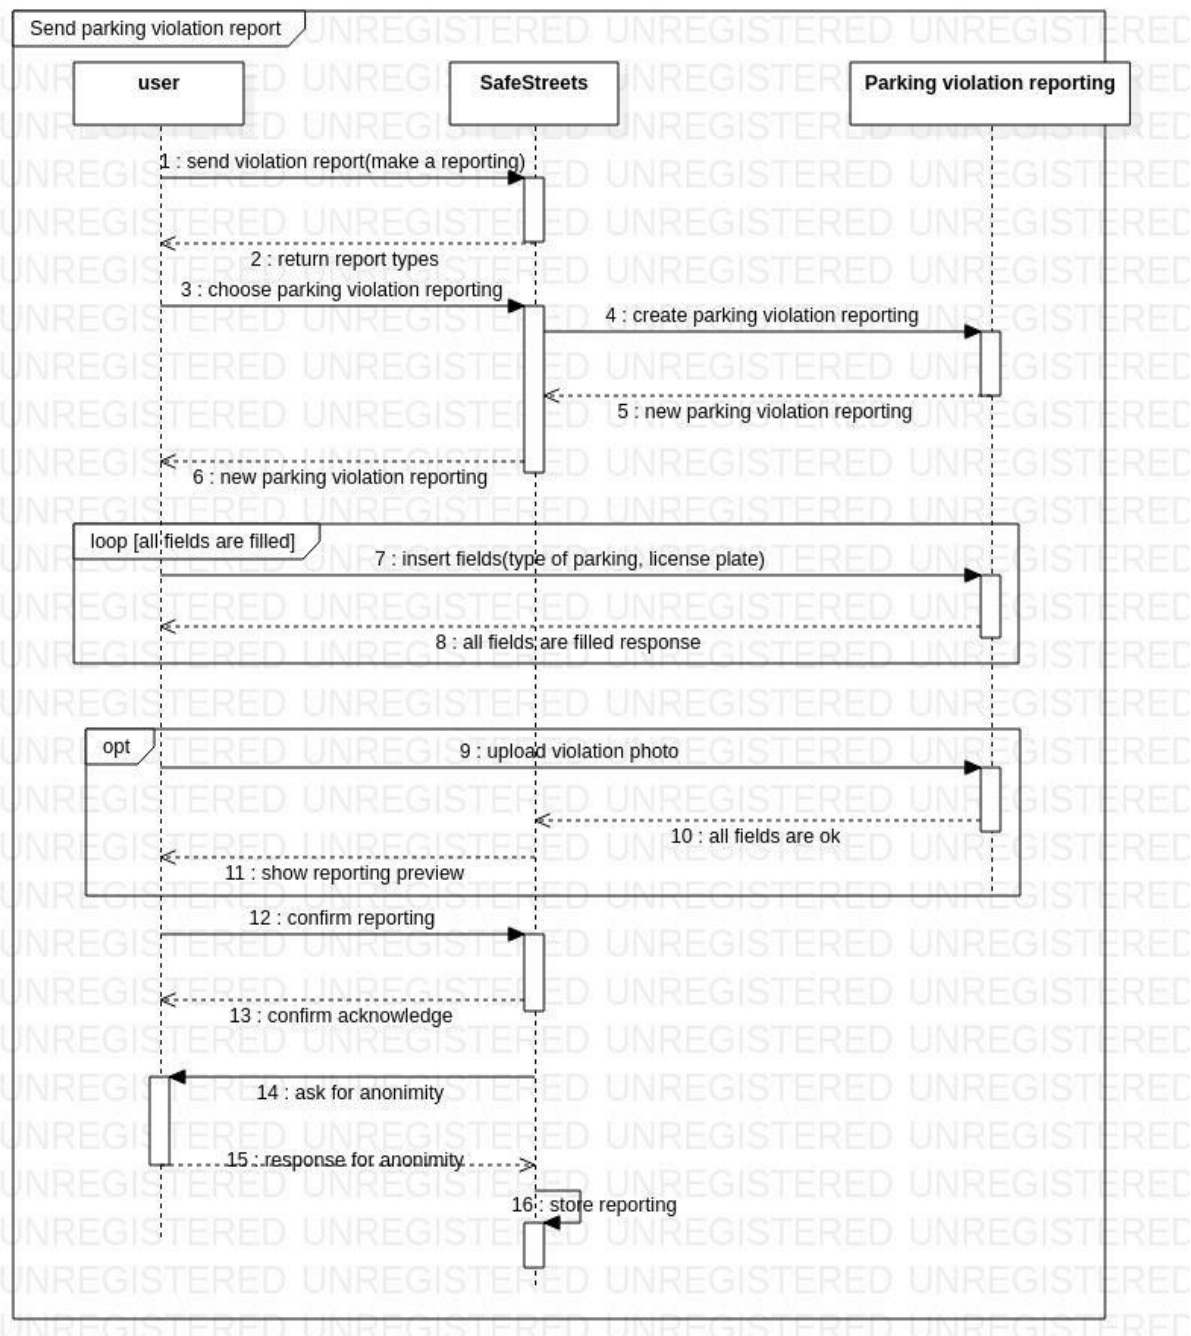 Send parking violation report
user
SafeStreets
Parking violation reporting
1 : send violation report(make a reporting)
2 : return report types
3 : choose parking violation reporting
4 : create parking violation reporting
5 : new parking violation reporting
6 : new parking violation reporting
loop [all fields are filled]
7 : insert fields(type of parking, license plate)
8 : all fields are filled response
opt
9 : upload violation photo
10 : all fields are ok
11 : show reporting preview
12 : confirm reporting
13 : confirm acknowledge
14 : ask for anonimity
15 : response for anonimity
16 : store reporting
UNREGISTERED